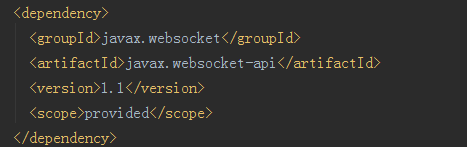 <dependency>
<groupId>javax.websocket</groupId>
<artifactId>javax.websocket-api</artifactId>
<version>1.1</version>
<scope>provided</scope>
</dependency>